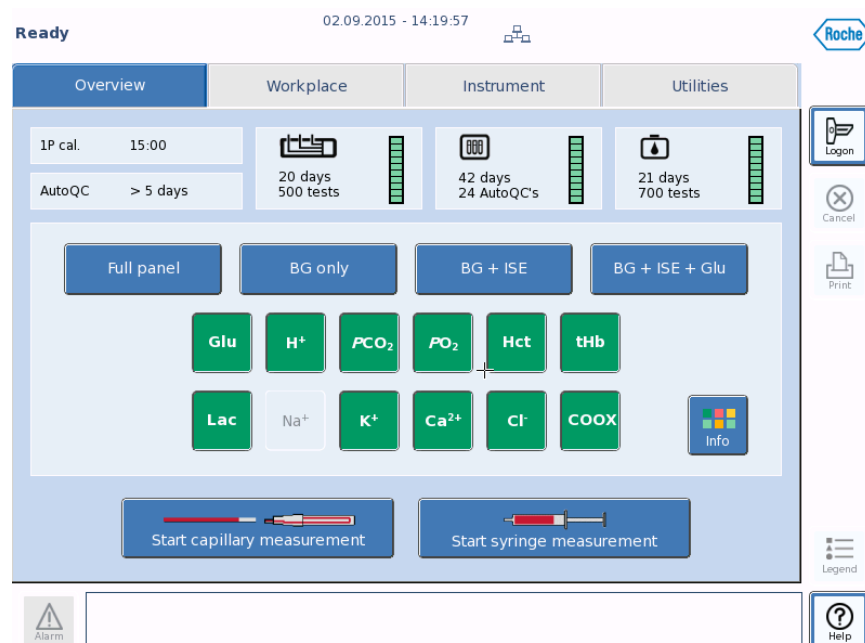 Ready
02.09.2015 - 14:19:57
Roche
Overview
Workplace
Instrument
Utilities
1P cal. 15:00
AutoQC > 5 days
20 days
500 tests
42 days
24 AutoQC's
21 days
700 tests
Logon
Cancel
Print
Full panel
BG only
BG + ISE
BG + ISE + Glu
Glu
H⁺
PCO₂
PO₂
Hct
tHb
Lac
Na⁺
K⁺
Ca²⁺
Cl⁻
COOX
Info
Start capillary measurement
Start syringe measurement
Legend
Alarm
Help